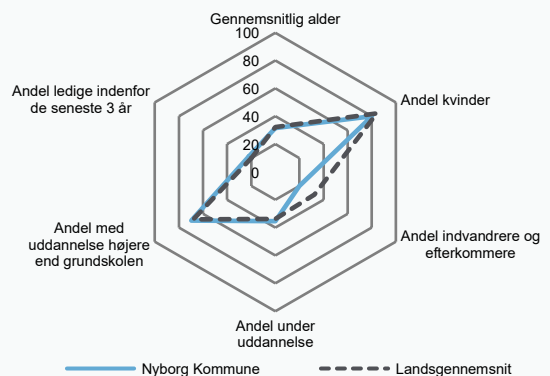 Gennemsnitlig alder
100
80
60
40
20
0
Andel kvinder
Andel indvandrere og
efterkommere
Andel under
uddannelse
Andel med
uddannelse højere
end grundskolen
Andel ledige indenfor
de seneste 3 år
Nyborg Kommune
Landsgennemsnit